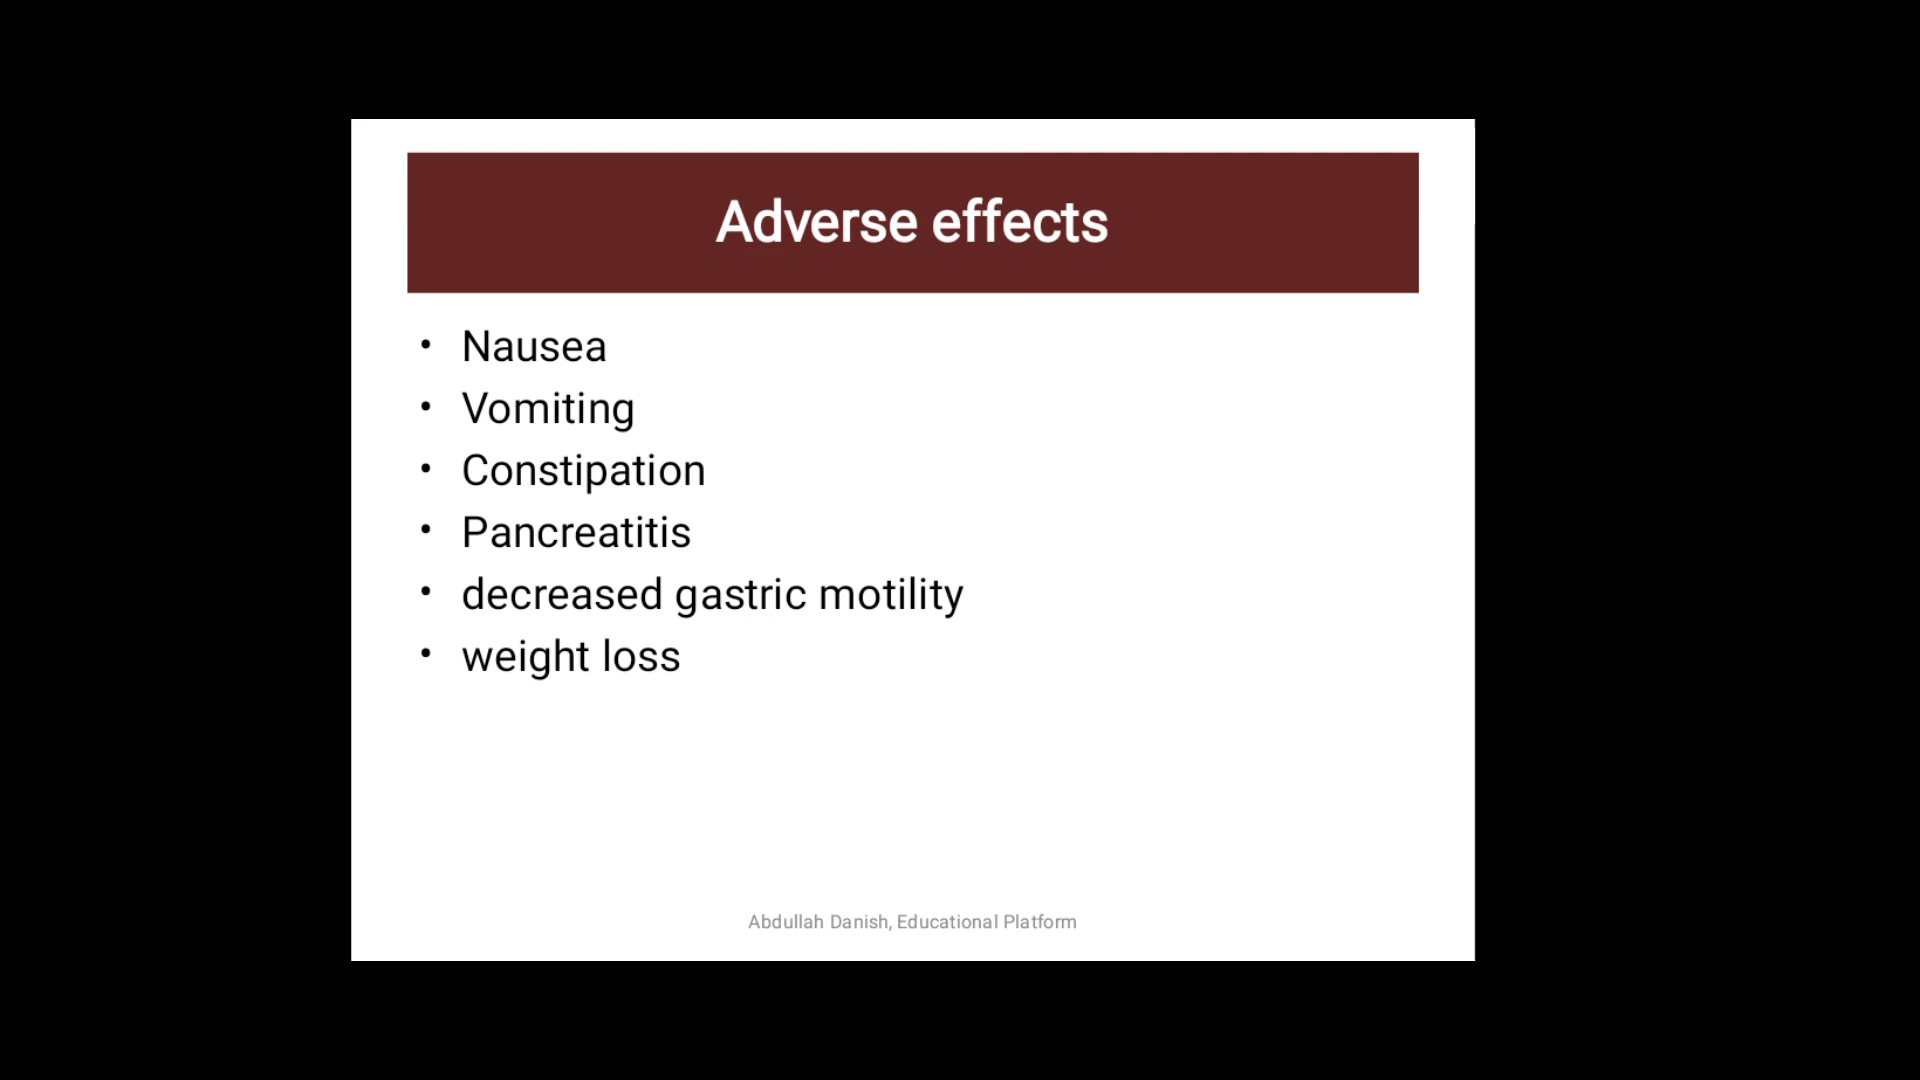 Adverse effects
• Nausea
• Vomiting
• Constipation
• Pancreatitis
• decreased gastric motility
• weight loss
Abdullah Danish, Educational Platform